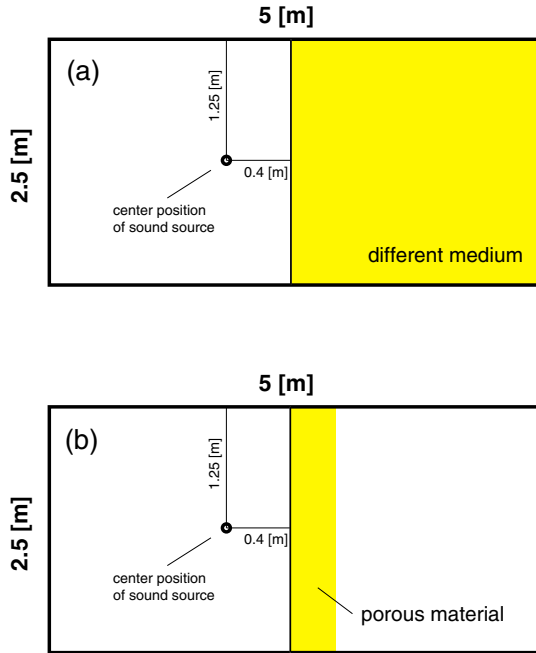 5 [m]
(a)
1.25 [m]
0.4 [m]
2.5 [m]
center position
of sound source
different medium
5 [m]
(b)
1.25 [m]
0.4 [m]
2.5 [m]
center position
of sound source
porous material